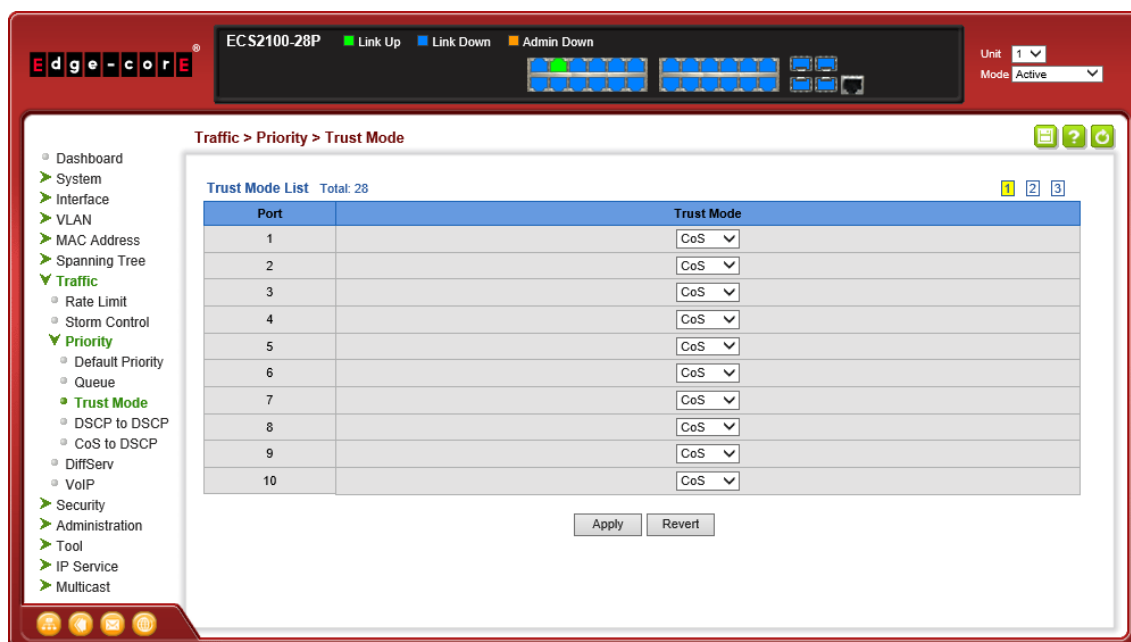 Edge-corE ®
ECS2100-28P Link Up Link Down Admin Down
Unit 1
Mode Active
Traffic > Priority > Trust Mode
?
Dashboard
System
Interface
VLAN
MAC Address
Spanning Tree
Traffic
Rate Limit
Storm Control
Priority
Default Priority
Queue
Trust Mode
DSCP to DSCP
CoS to DSCP
DiffServ
VoIP
Security
Administration
Tool
IP Service
Multicast
Trust Mode List Total: 28 1 2 3
Port Trust Mode
1 CoS
2 CoS
3 CoS
4 CoS
5 CoS
6 CoS
7 CoS
8 CoS
9 CoS
10 CoS
Apply Revert